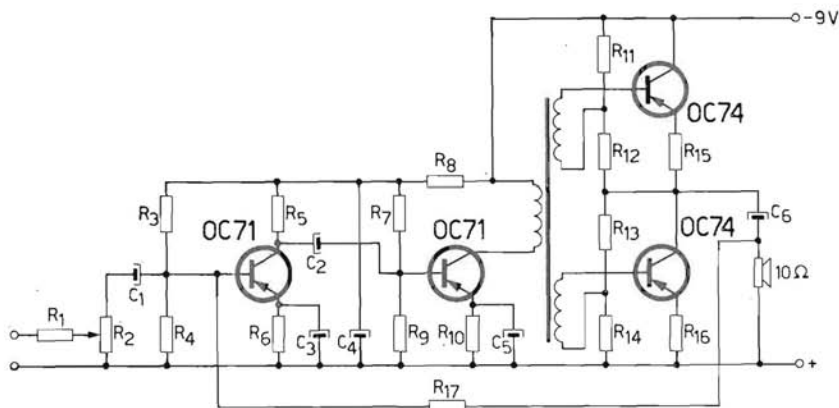 -9V
R11
OC74
R12
R15
R8
R3
R5
R7
OC71
C2
OC71
R13
OC74
C6
10Ω
C1
R1
R2
R4
R6
C3
C4
R9
R10
C5
R14
R16
+
R17